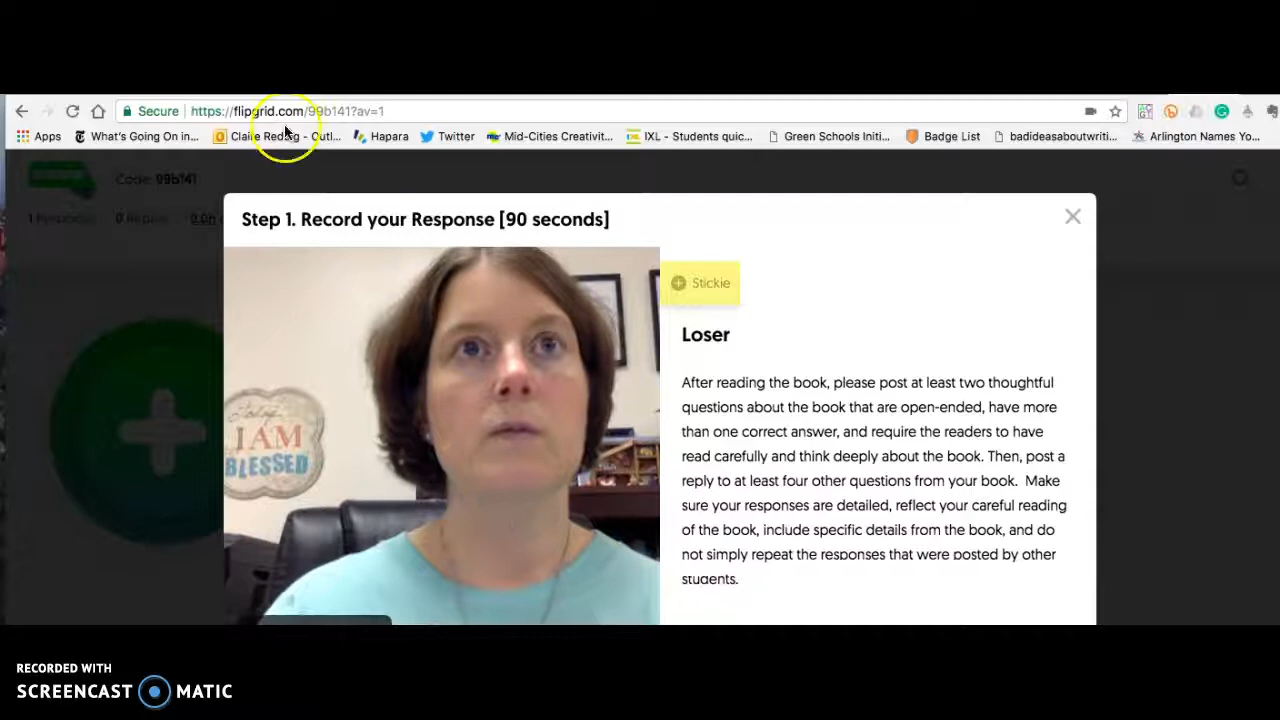 Secure https://flipgrid.com/99b141?av=1
Apps What's Going On in... Claire Reddig - Outl... Hapara Twitter Mid-Cities Creativit... IXL - Students quic... Green Schools Initi... Badge List badideasaboutwriti... Arlington Names Yo...
Code: 99b141
Step 1. Record your Response [90 seconds]
Stickie
Loser
After reading the book, please post at least two thoughtful
questions about the book that are open-ended, have more
than one correct answer, and require the readers to have
read carefully and think deeply about the book. Then, post a
reply to at least four other questions from your book. Make
sure your responses are detailed, reflect your careful reading
of the book, include specific details from the book, and do
not simply repeat the responses that were posted by other
students.
I AM
BLESSED
RECORDED WITH
SCREENCAST MATIC